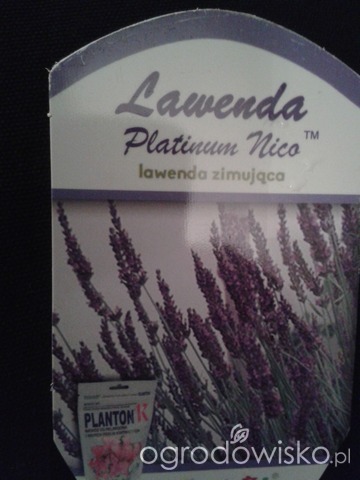 Lawenda
Platinum Nico™
lawenda zimująca
PLANTON K
ogrodowisko.pl